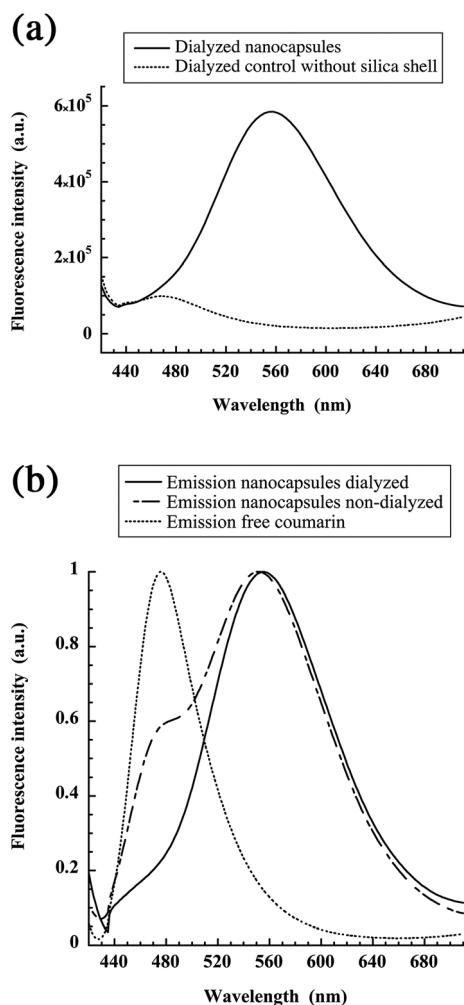 (a)
Dialyzed nanocapsules
Dialyzed control without silica shell
Fluorescence intensity (a.u.)
6×10⁵
4×10⁵
2×10⁵
0
440 480 520 560 600 640 680
Wavelength (nm)
(b)
Emission nanocapsules dialyzed
Emission nanocapsules non-dialyzed
Emission free coumarin
Fluorescence intensity (a.u.)
1
0.8
0.6
0.4
0.2
0
440 480 520 560 600 640 680
Wavelength (nm)